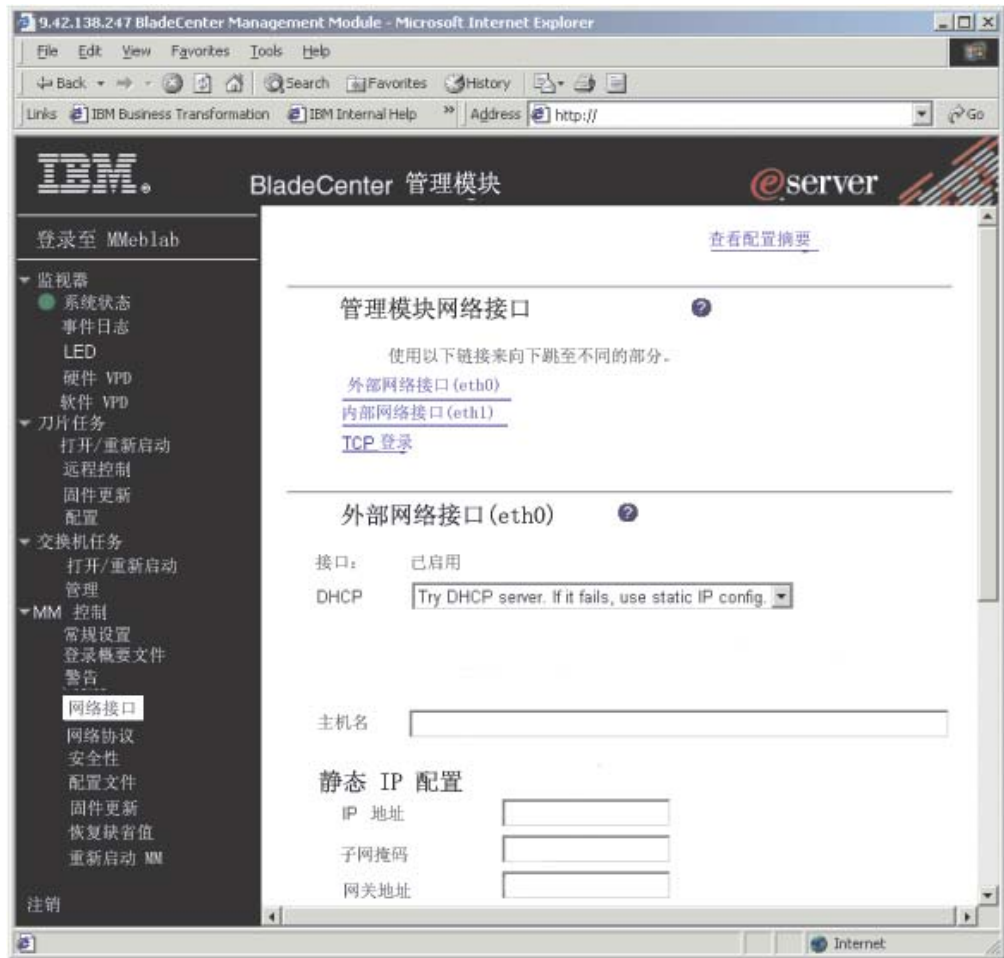 9.42.138.247 BladeCenter Management Module - Microsoft Internet Explorer
File Edit View Favorites Tools Help
Back Search Favorites History
Links IBM Business Transformation IBM Internal Help » Address http:// Go
IBM® BladeCenter 管理模块 @server
登录至 MMeblab
监视器
系统状态
事件日志
LED
硬件 VPD
软件 VPD
刀片任务
打开/重新启动
远程控制
固件更新
配置
交换机任务
打开/重新启动
管理
MM 控制
常规设置
登录概要文件
警告
网络接口
网络协议
安全性
配置文件
固件更新
恢复缺省值
重新启动 MM
注销
查看配置摘要
管理模块网络接口 ?
使用以下链接来向下跳至不同的部分。
外部网络接口(eth0)
内部网络接口(eth1)
TCP 登录
外部网络接口(eth0) ?
接口: 已启用
DHCP Try DHCP server. If it fails, use static IP config.
主机名
静态 IP 配置
IP 地址
子网掩码
网关地址
Internet